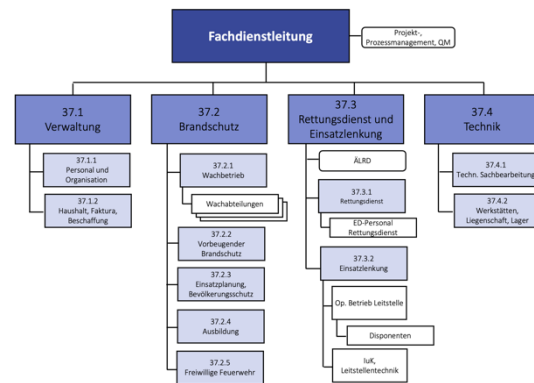 Fachdienstleitung
Projekt-,
Prozessmanagement, QM
37.1
Verwaltung
37.1.1
Personal und
Organisation
37.1.2
Haushalt, Faktura,
Beschaffung
37.2
Brandschutz
37.2.1
Wachbetrieb
Wachabteilungen
37.2.2
Vorbeugender
Brandschutz
37.2.3
Einsatzplanung,
Bevölkerungsschutz
37.2.4
Ausbildung
37.2.5
Freiwillige Feuerwehr
37.3
Rettungsdienst und
Einsatzlenkung
ÄLRD
37.3.1
Rettungsdienst
ED-Personal
Rettungsdienst
37.3.2
Einsatzlenkung
Op. Betrieb Leitstelle
Disponenten
IuK,
Leitstellentechnik
37.4
Technik
37.4.1
Techn. Sachbearbeitung
37.4.2
Werkstätten,
Liegenschaft, Lager